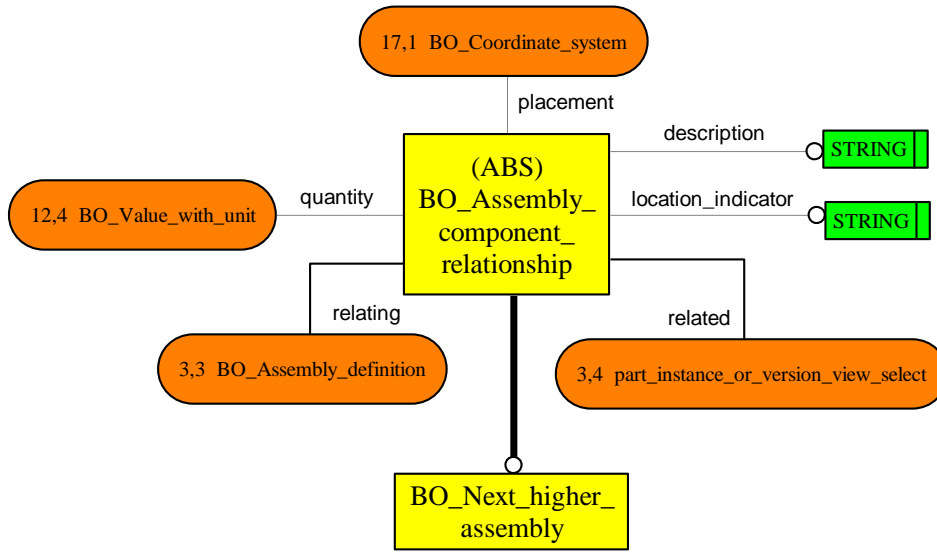 17,1 BO_Coordinate_system
placement
description
STRING
(ABS)
BO_Assembly_
component_
relationship
quantity
12,4 BO_Value_with_unit
location_indicator
STRING
relating
related
3,3 BO_Assembly_definition
3,4 part_instance_or_version_view_select
BO_Next_higher_
assembly